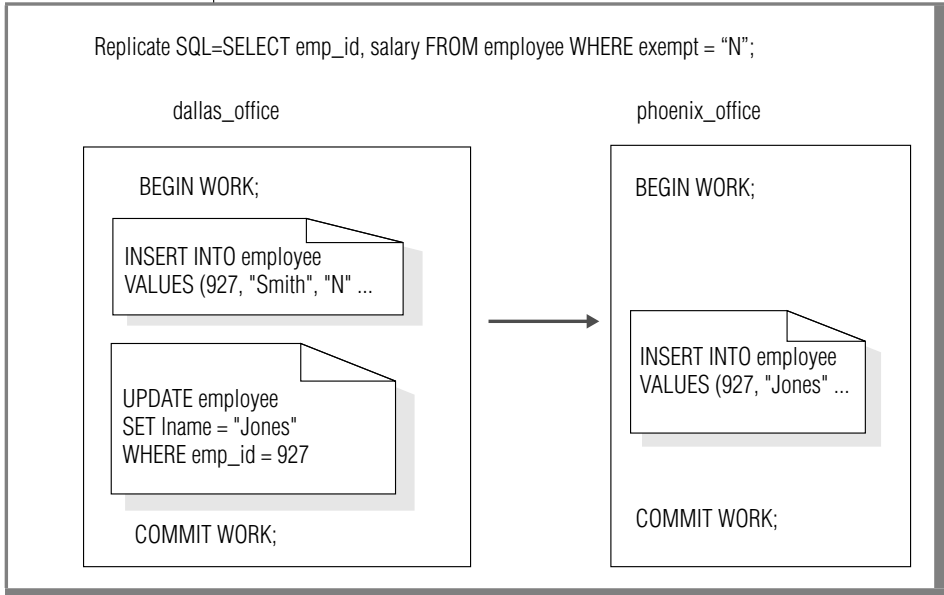 Replicate SQL=SELECT emp_id, salary FROM employee WHERE exempt = “N”;
dallas_office
BEGIN WORK;
INSERT INTO employee
VALUES (927, "Smith", "N" ...
UPDATE employee
SET lname = "Jones"
WHERE emp_id = 927
COMMIT WORK;
phoenix_office
BEGIN WORK;
INSERT INTO employee
VALUES (927, "Jones" ...
COMMIT WORK;